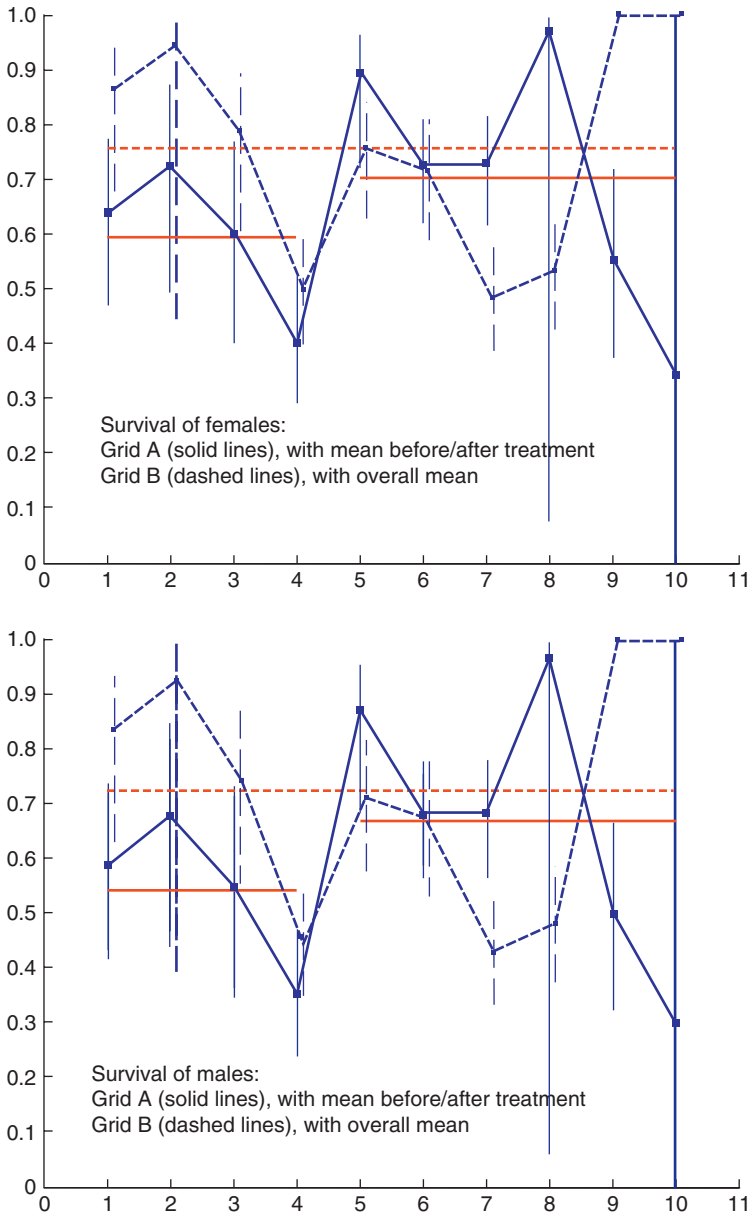 1.0
0.9
0.8
0.7
0.6
0.5
0.4
0.3
Survival of females:
Grid A (solid lines), with mean before/after treatment
0.2
Grid B (dashed lines), with overall mean
0.1
0
0 1 2 3 4 5 6 7 8 9 10 11
1.0
0.9
0.8
0.7
0.6
0.5
0.4
0.3
0.2
Survival of males:
Grid A (solid lines), with mean before/after treatment
0.1
Grid B (dashed lines), with overall mean
0
0 1 2 3 4 5 6 7 8 9 10 11